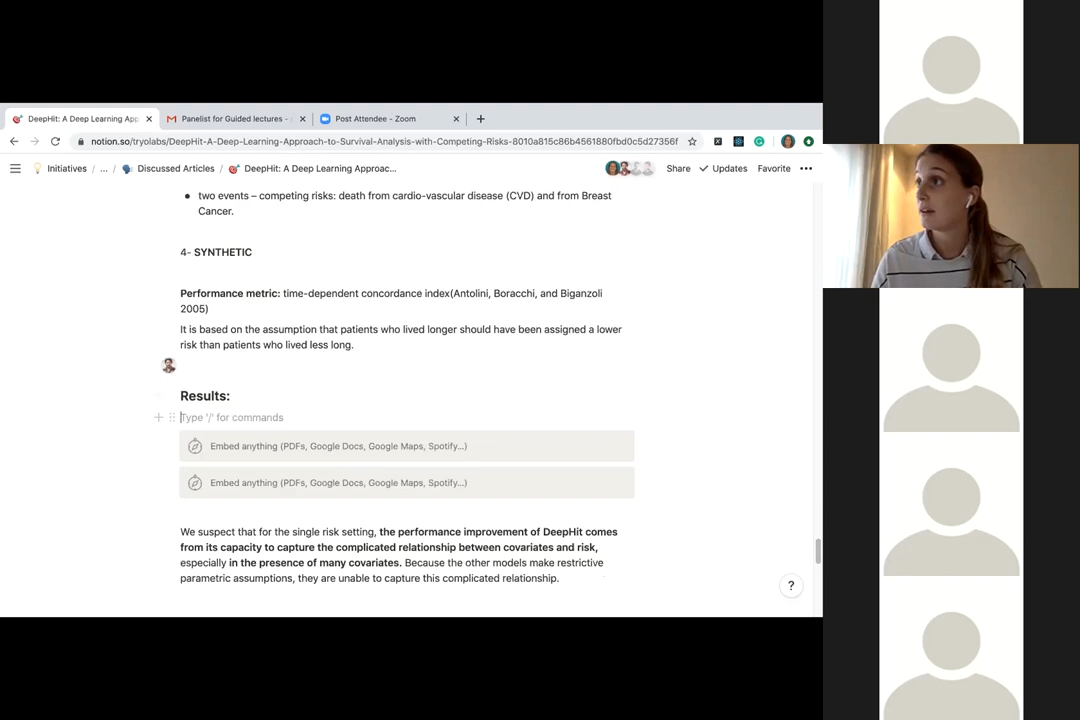 DeepHit: A Deep Learning App
Panelist for Guided lectures -
Post Attendee - Zoom
notion.so/tryolabs/DeepHit-A-Deep-Learning-Approach-to-Survival-Analysis-with-Competing-Risks-8010a815c86b4561880fbd0c5d27356f
Initiatives / ... / Discussed Articles / DeepHit: A Deep Learning Approac...
Share Updates Favorite
two events – competing risks: death from cardio-vascular disease (CVD) and from Breast
Cancer.
4- SYNTHETIC
Performance metric: time-dependent concordance index(Antolini, Boracchi, and Biganzoli
2005)
It is based on the assumption that patients who lived longer should have been assigned a lower
risk than patients who lived less long.
Results:
Type '/' for commands
Embed anything (PDFs, Google Docs, Google Maps, Spotify...)
Embed anything (PDFs, Google Docs, Google Maps, Spotify...)
We suspect that for the single risk setting, the performance improvement of DeepHit comes
from its capacity to capture the complicated relationship between covariates and risk,
especially in the presence of many covariates. Because the other models make restrictive
parametric assumptions, they are unable to capture this complicated relationship.
?